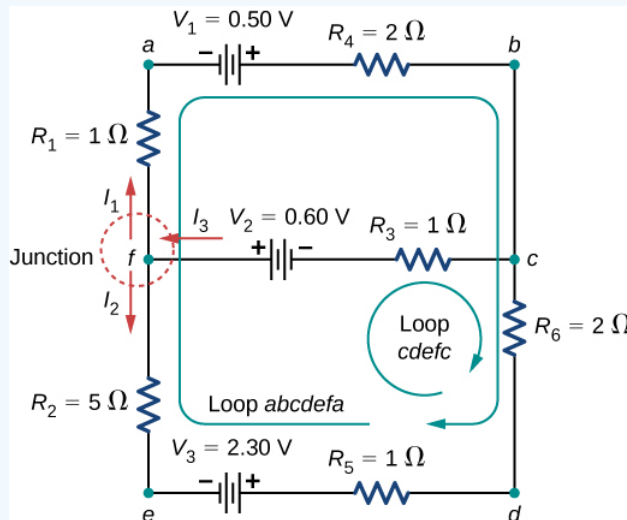 V₁ = 0.50 V
R₄ = 2 Ω
a
b
− +
R₁ = 1 Ω
I₁
I₃
V₂ = 0.60 V
R₃ = 1 Ω
+ −
Junction
f
c
I₂
Loop
cdefc
R₆ = 2 Ω
R₂ = 5 Ω
Loop abcdefa
V₃ = 2.30 V
R₅ = 1 Ω
− +
e
d